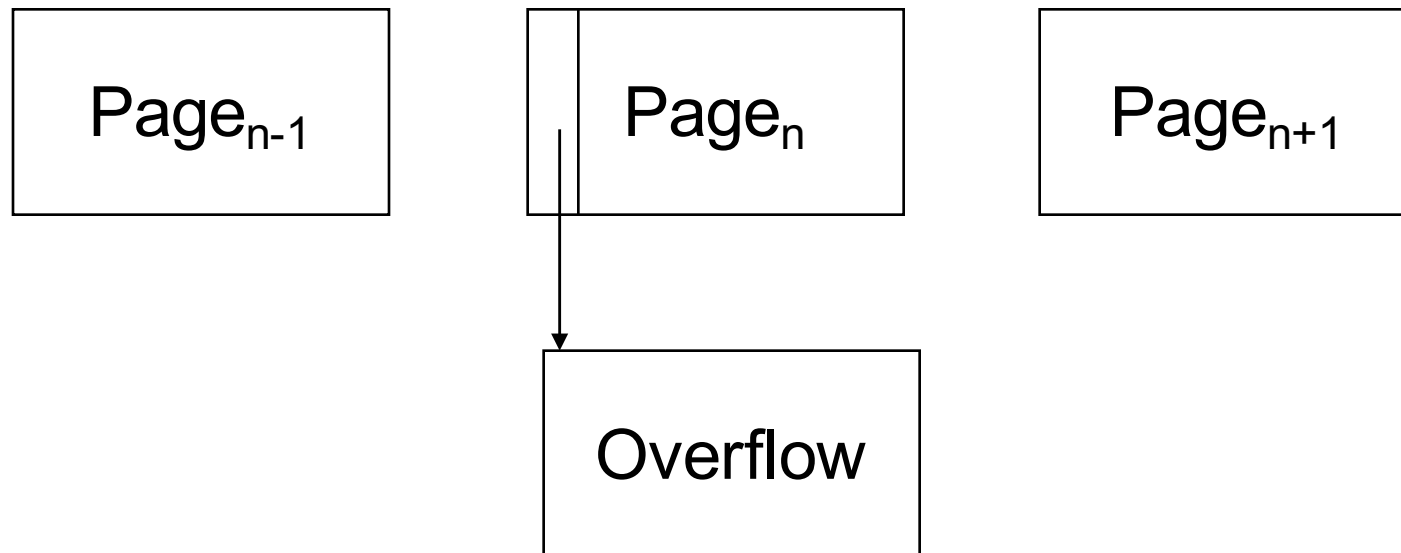 Pageₙ₋₁
Pageₙ
Pageₙ₊₁
Overflow